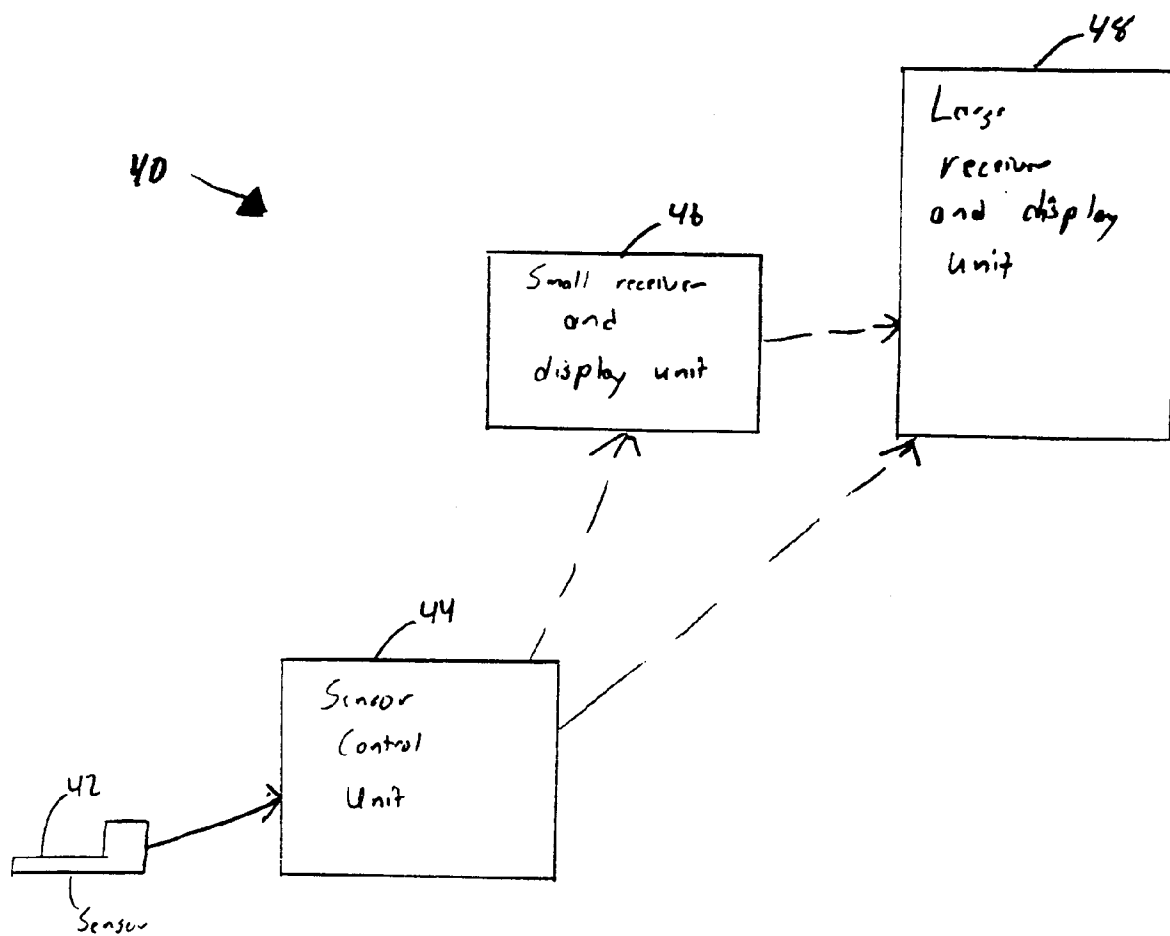 48
Large
receiver
and display
unit
40
46
Small receiver
and
display unit
44
Sensor
Control
Unit
42
Sensor